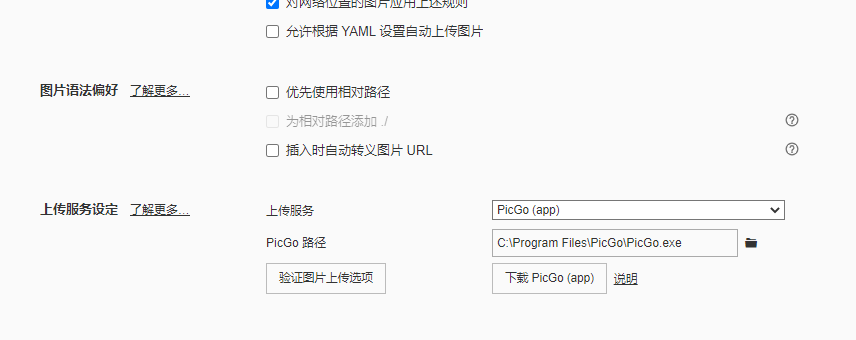 对网络位置的图片应用上述规则
允许根据 YAML 设置自动上传图片
图片语法偏好 了解更多... 优先使用相对路径
为相对路径添加 ./
插入时自动转义图片 URL
上传服务设定 了解更多... 上传服务 PicGo (app)
PicGo 路径 C:\Program Files\PicGo\PicGo.exe
验证图片上传选项 下载 PicGo (app) 说明